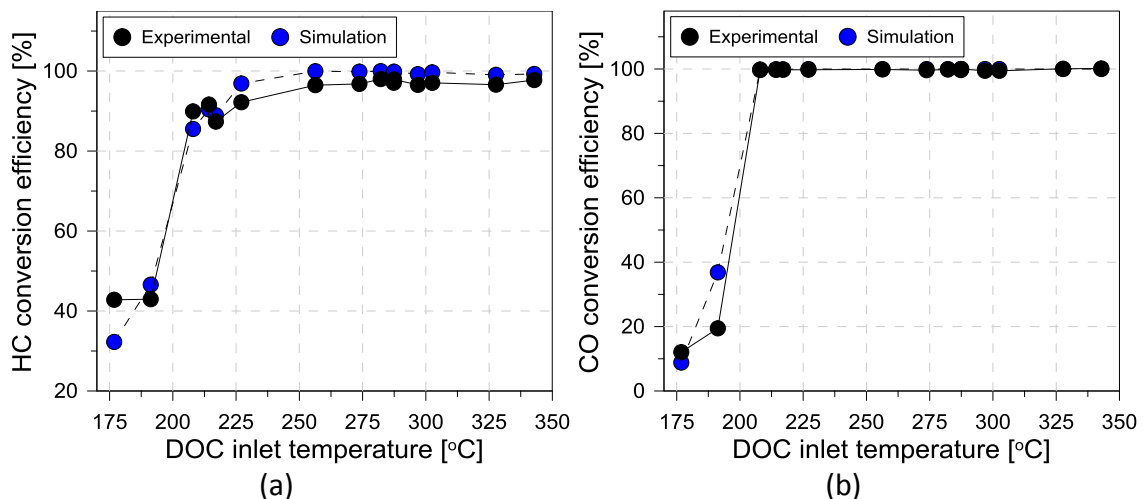 Experimental Simulation
HC conversion efficiency [%]
100
80
60
40
20
175 200 225 250 275 300 325 350
DOC inlet temperature [ºC]
(a)
Experimental Simulation
CO conversion efficiency [%]
100
80
60
40
20
0
175 200 225 250 275 300 325 350
DOC inlet temperature [ºC]
(b)